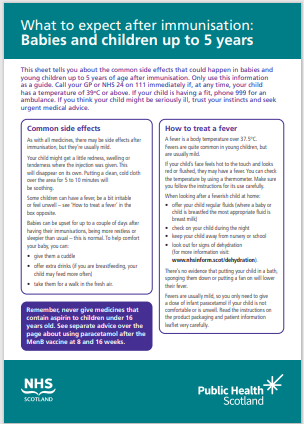 What to expect after immunisation:
Babies and children up to 5 years
This sheet tells you about the common side effects that could happen in babies and
young children up to 5 years of age after immunisation. Only use this information
as a guide. Call your GP or NHS 24 on 111 immediately if, at any time, your child
has a temperature of 39°C or above. If your child is having a fit, phone 999 for an
ambulance. If you think your child might be seriously ill, trust your instincts and seek
urgent medical advice.
Common side effects
As with all medicines, there may be side effects after
immunisation, but they're usually mild.
Your child might get a little redness, swelling or
tenderness where the injection was given. This
will disappear on its own. Putting a clean, cold cloth
over the area for 5 to 10 minutes will
be soothing.
Some children can have a fever, be a bit irritable
or feel unwell – see 'How to treat a fever' in the
box opposite.
Babies can be upset for up to a couple of days after
having their immunisations, being more restless or
sleepier than usual – this is normal. To help comfort
your baby, you can:
• give them a cuddle
• offer extra drinks (if you are breastfeeding, your
child may feed more often)
• take them for a walk in the fresh air.
Remember, never give medicines that
contain aspirin to children under 16
years old. See separate advice over the
page about using paracetamol after the
MenB vaccine at 8 and 16 weeks.
How to treat a fever
A fever is a body temperature over 37.5°C.
Fevers are quite common in young children, but
are usually mild.
If your child's face feels hot to the touch and looks
red or flushed, they may have a fever. You can check
their temperature by using a thermometer. Make sure
you follow the instructions for its use carefully.
When looking after a feverish child at home:
• offer your child regular fluids (where a baby or
child is breastfed the most appropriate fluid is
breast milk)
• check on your child during the night
• keep your child away from nursery or school
• look out for signs of dehydration
(for more information visit:
www.nhsinform.scot/dehydration)
There's no evidence that putting your child in a bath,
sponging them down or putting a fan on will lower
their fever.
Fevers are usually mild, so you only need to give
a dose of infant paracetamol if your child is not
comfortable or is unwell. Read the instructions on
the product packaging and patient information
leaflet very carefully.
NHS
SCOTLAND
Public Health
Scotland